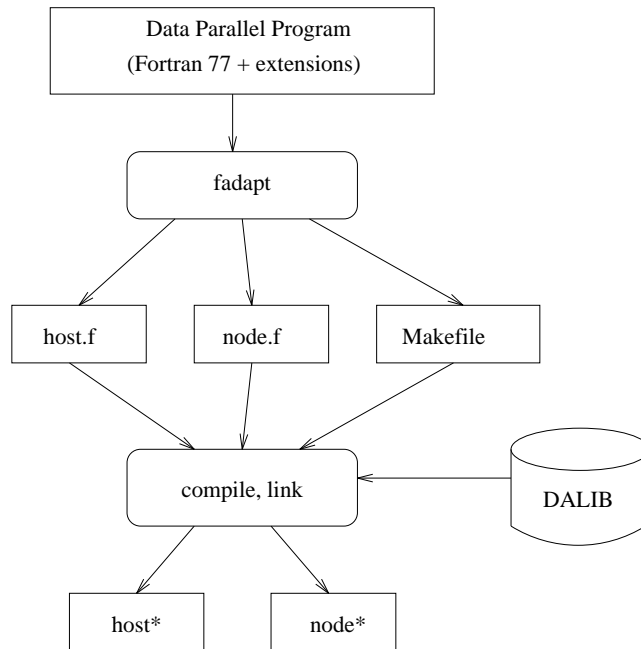 Data Parallel Program
(Fortran 77 + extensions)
fadapt
host.f
node.f
Makefile
compile, link
DALIB
host*
node*